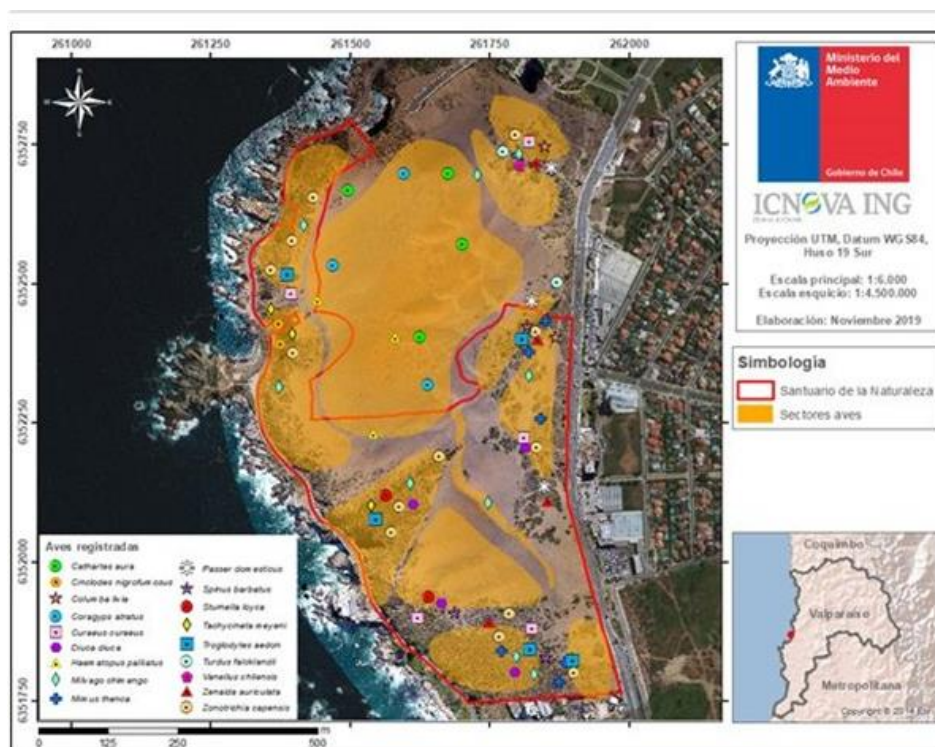 261000 261250 261500 261750 262000
6352750
6352500
6352250
6352000
6351750
Ministerio del
Medio
Ambiente
Gobierno de Chile
ICNOVA ING
Proyección UTM, Datum WGS84,
Huso 19 Sur
Escala principal: 1:6.000
Escala esquicio: 1:4.500.000
Elaboración: Noviembre 2019
Simbología
Santuario de la Naturaleza
Sectores aves
Aves registradas
Cathartes aura
Cinclodes nigrofumosus
Columba livia
Coragyps atratus
Curaeus curaeus
Diuca diuca
Haematopus palliatus
Milvago chimango
Mimus thenca
Passer domesticus
Spinus barbatus
Sturnella loyca
Tachycineta meyeni
Troglodytes aedon
Turdus falcklandii
Vanellus chilensis
Zenaida auriculata
Zonotrichia capensis
Coquimbo
Valparaíso
Metropolitana
0 125 250 500
m